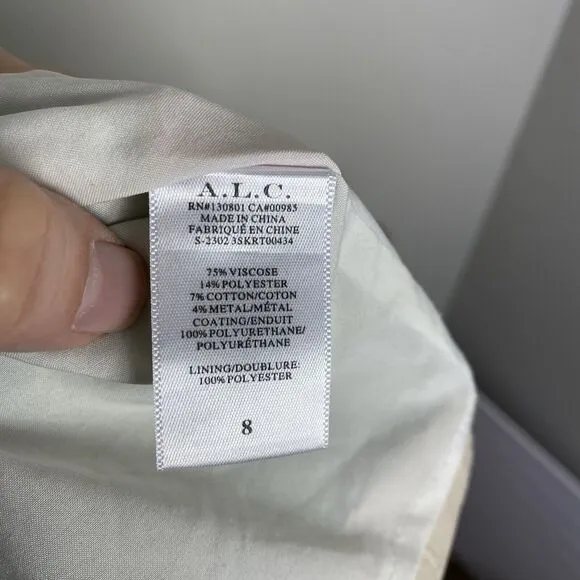 A.L.C.
RN#130801 CA#00985
MADE IN CHINA
FABRIQUÉ EN CHINE
S-2302 3SKRT00434
75% VISCOSE
14% POLYESTER
7% COTTON/COTON
4% METAL/MÉTAL
COATING/ENDUIT
100% POLYURETHANE/
POLYURÉTHANE
LINING/DOUBLURE:
100% POLYESTER
8